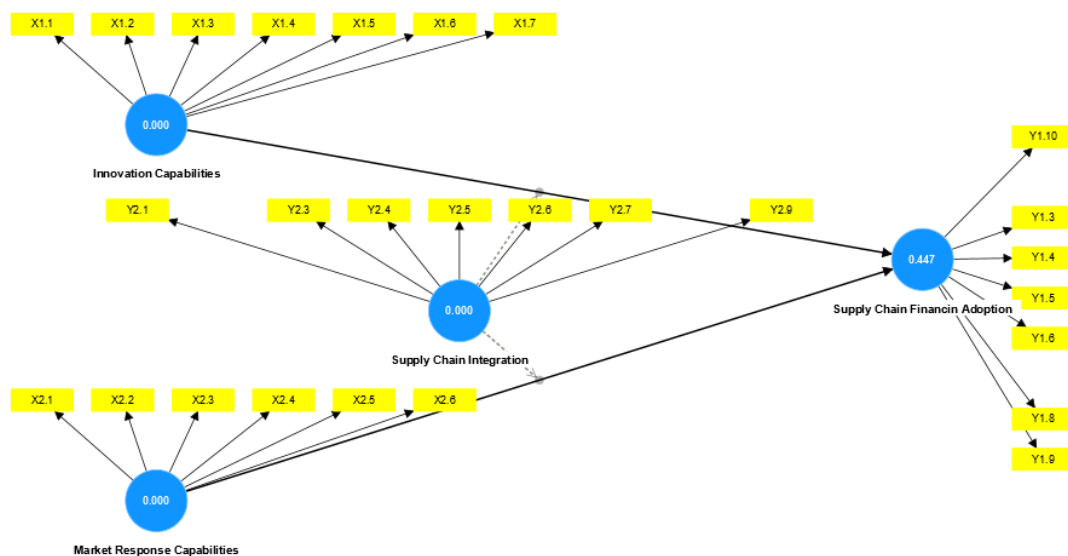 X1.1 X1.2 X1.3 X1.4 X1.5 X1.6 X1.7
0.000
Innovation Capabilities
Y2.1 Y2.3 Y2.4 Y2.5 Y2.6 Y2.7 Y2.9
0.000
Supply Chain Integration
X2.1 X2.2 X2.3 X2.4 X2.5 X2.6
0.000
Market Response Capabilities
Y1.10
Y1.3
Y1.4
0.447
Y1.5
Supply Chain Financin Adoption
Y1.6
Y1.8
Y1.9